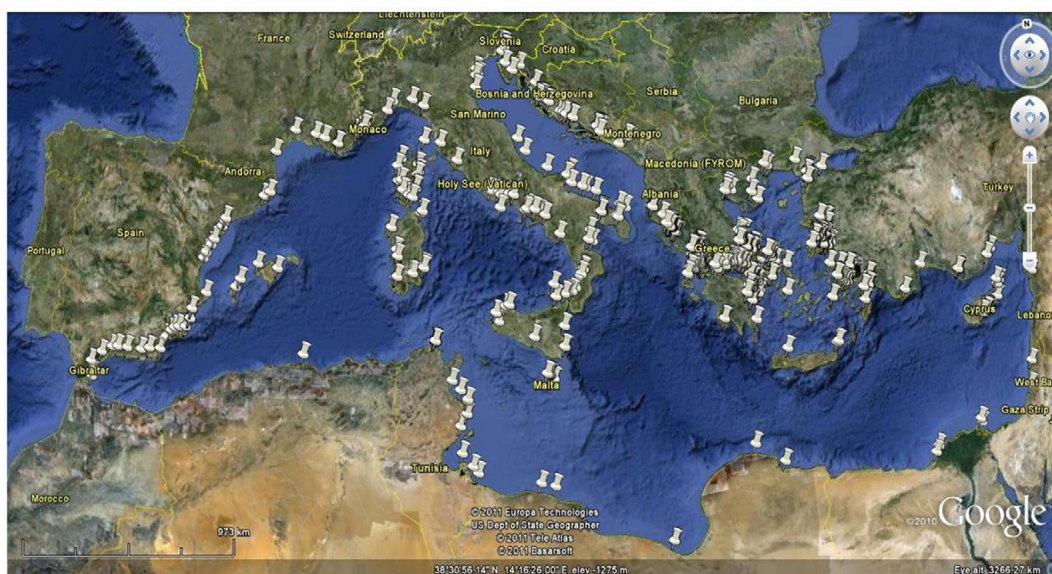 Liechtenstein
France
Switzerland
Slovenia
Croatia
N
Bosnia and Herzegovina
Serbia
San Marino
Bulgaria
Monaco
Montenegro
Italy
Macedonia (FYROM)
Andorra
Holy See (Vatican)
Albania
Turkey
Spain
Portugal
Greece
Cyprus
Gibraltar
Malta
Tunisia
Gaza Strip
Morocco
© 2011 Europa Technologies
US Dept of State Geographer
© 2011 Tele Atlas
© 2011 Basarsoft
©2010 Google
973 km
38°30'56.14" N 14°16'26.00" E elev -1275 m
Eye alt 3266.27 km